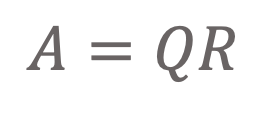 A = QR